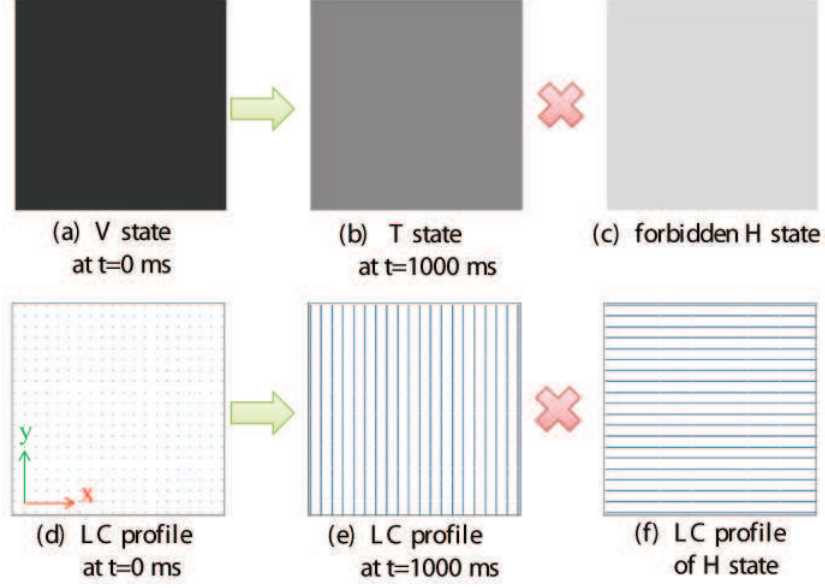 (a) V state
at t=0 ms
(b) T state
at t=1000 ms
(c) forbidden H state
y
x
(d) LC profile
at t=0 ms
(e) LC profile
at t=1000 ms
(f) LC profile
of H state